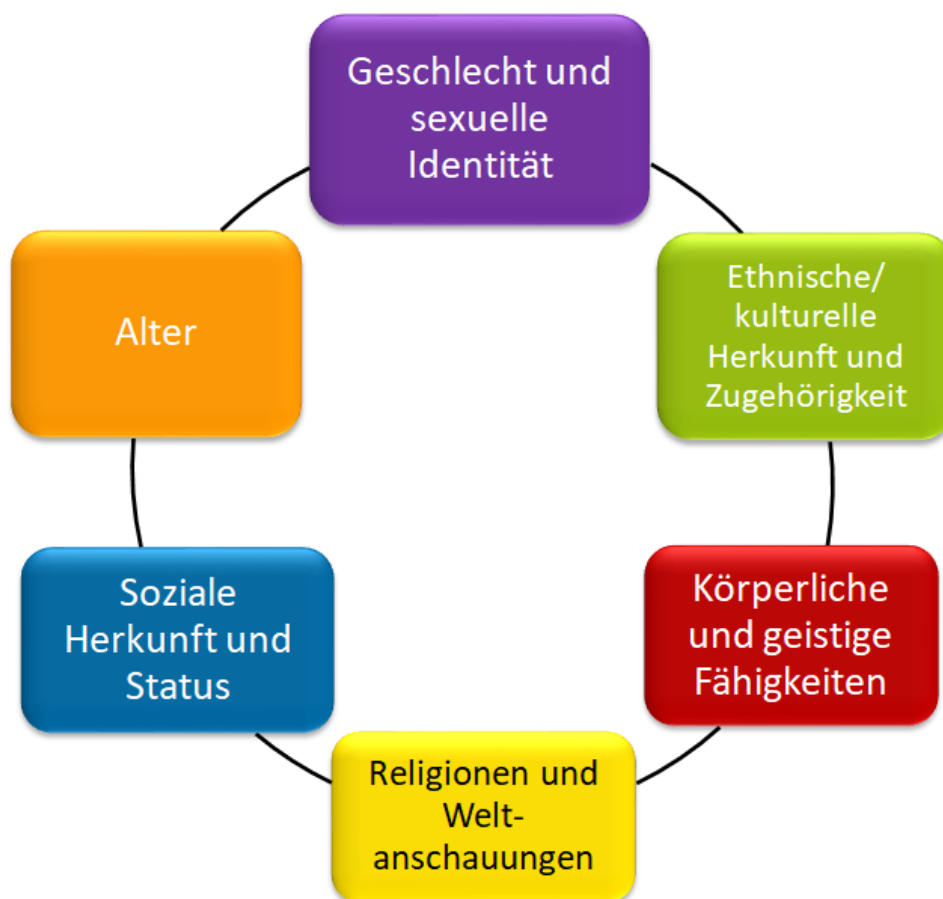 Geschlecht und
sexuelle
Identität
Ethnische/
kulturelle
Herkunft und
Zugehörigkeit
Alter
Körperliche
und geistige
Fähigkeiten
Soziale
Herkunft und
Status
Religionen und
Welt-
anschauungen